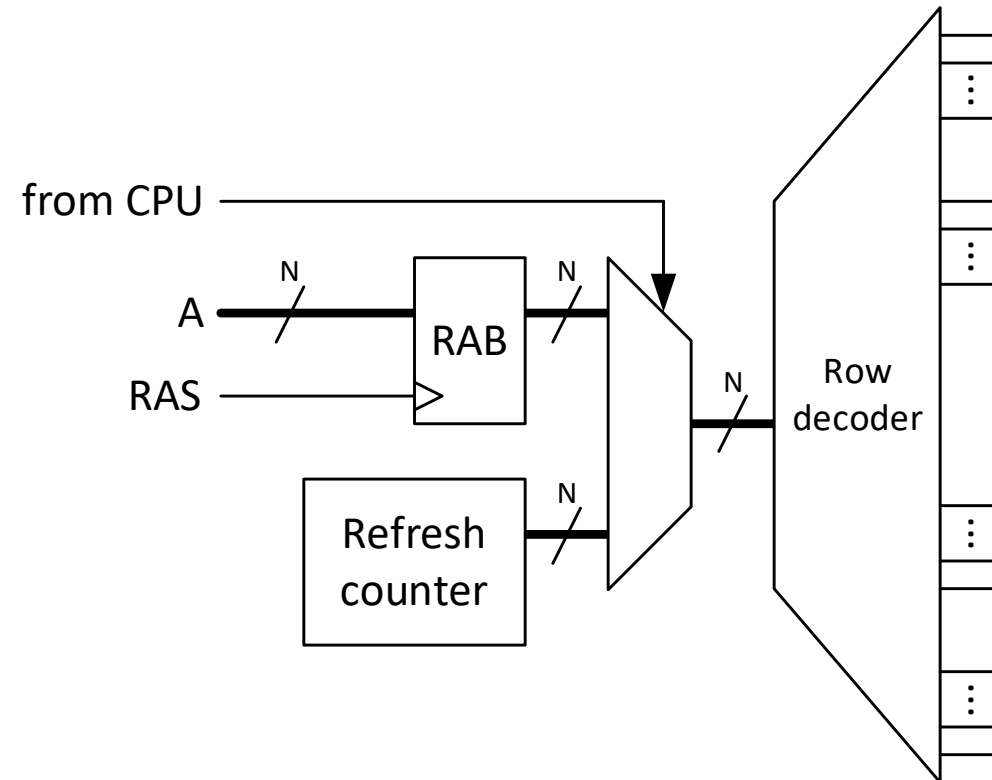 from CPU
N
N
A
RAB
RAS
N
Row
decoder
N
Refresh
counter